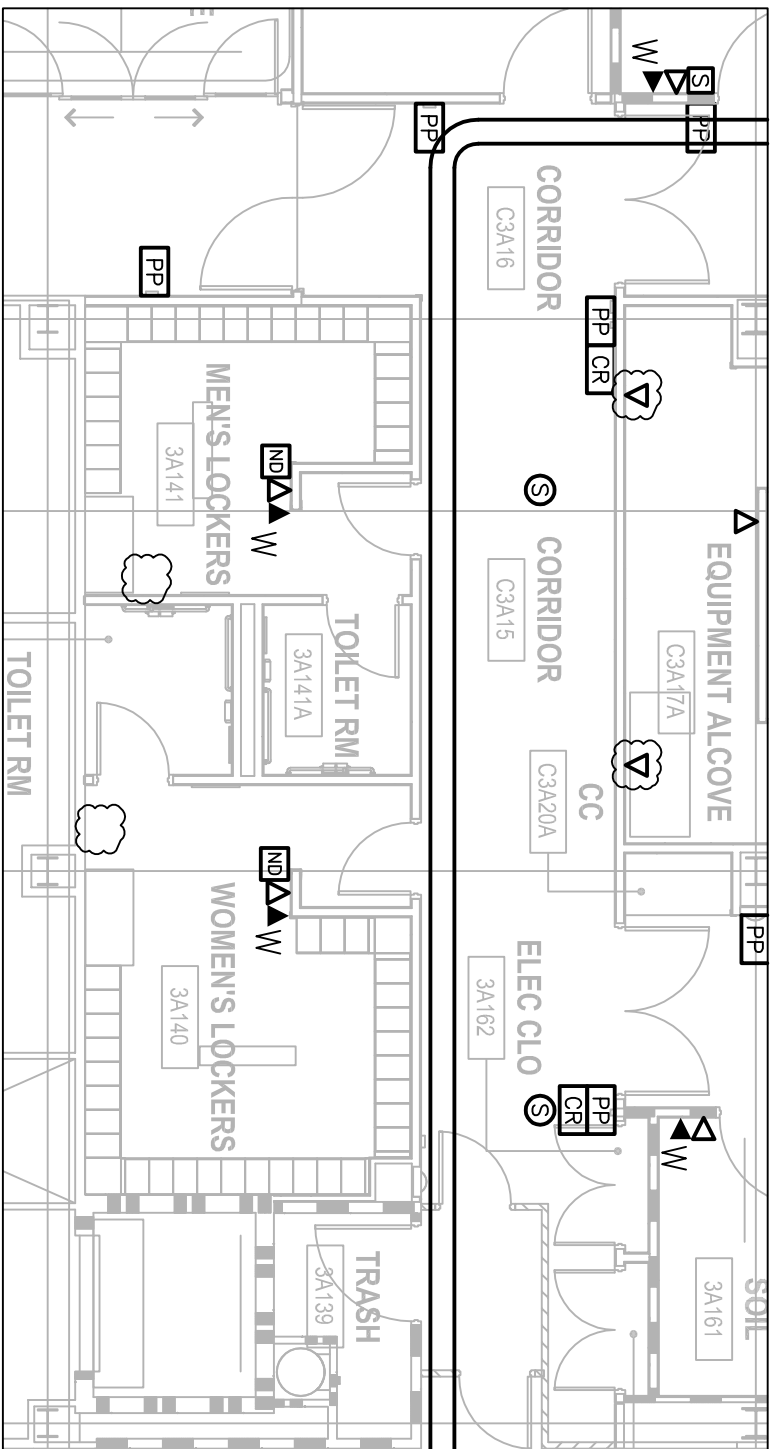 W
S
PP
PP
CORRIDOR
C3A16
PP
PP
CR
MEN'S LOCKERS
3A141
ND
W
S
CORRIDOR
C3A15
EQUIPMENT ALCOVE
C3A17A
TOILET RM
3A141A
TOILET RM
CC
C3A20A
ND
W
WOMEN'S LOCKERS
3A140
PP
ELEC CLO
3A162
S
PP
CR
W
SOIL
3A161
TRASH
3A139